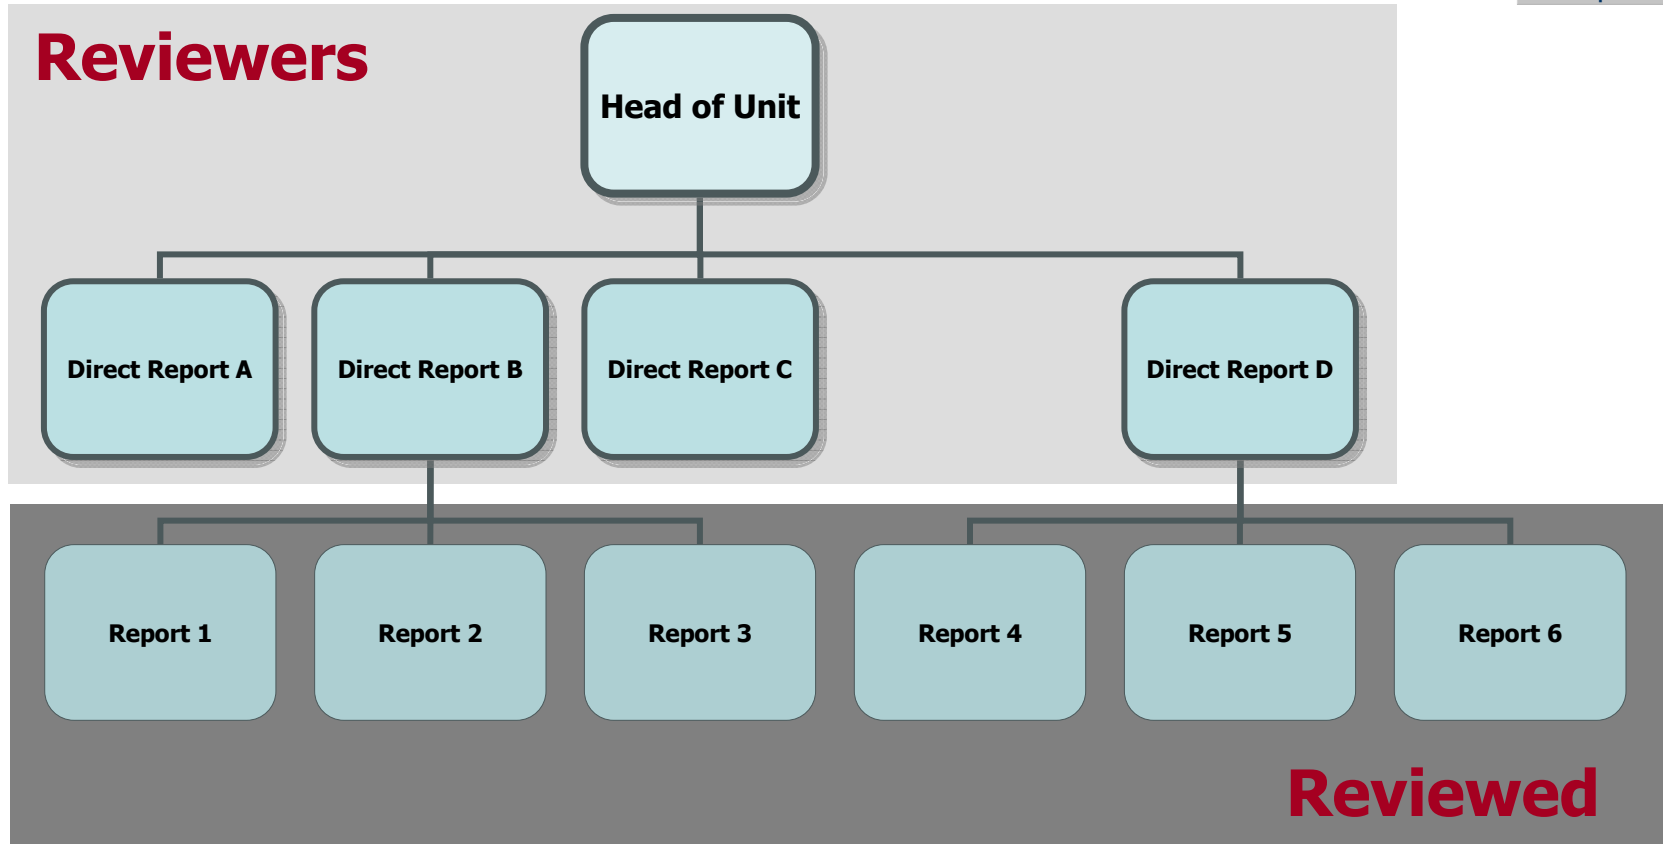 Reviewers
Head of Unit
Direct Report A
Direct Report B
Direct Report C
Direct Report D
Report 1
Report 2
Report 3
Report 4
Report 5
Report 6
Reviewed